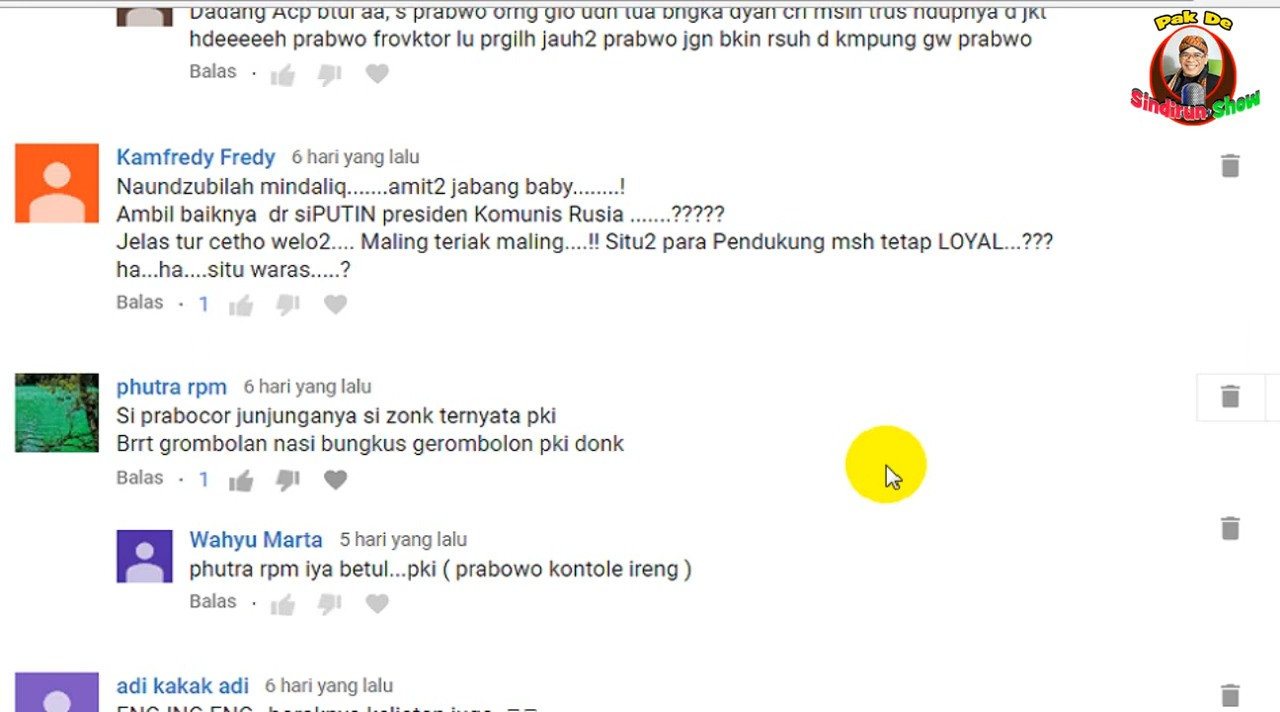 Dadang Acp btul aa, s prabwo orng glo udh tua bngka dyah cri msih trus hdupnya d jkt
hdeeeeeh prabwo frovktor lu prgilh jauh2 prabwo jgn bkin rsuh d kmpung gw prabwo
Balas ·
Pak De
Sindirun Show
Kamfredy Fredy 6 hari yang lalu
Naundzubilah mindaliq.......amit2 jabang baby........!
Ambil baiknya dr siPUTIN presiden Komunis Rusia .......?????
Jelas tur cetho welo2.... Maling teriak maling....!! Situ2 para Pendukung msh tetap LOYAL...???
ha...ha....situ waras.....?
Balas · 1
phutra rpm 6 hari yang lalu
Si prabocor junjunganya si zonk ternyata pki
Brrt grombolan nasi bungkus gerombolon pki donk
Balas · 1
Wahyu Marta 5 hari yang lalu
phutra rpm iya betul...pki ( prabowo kontole ireng )
Balas ·
adi kakak adi 6 hari yang lalu